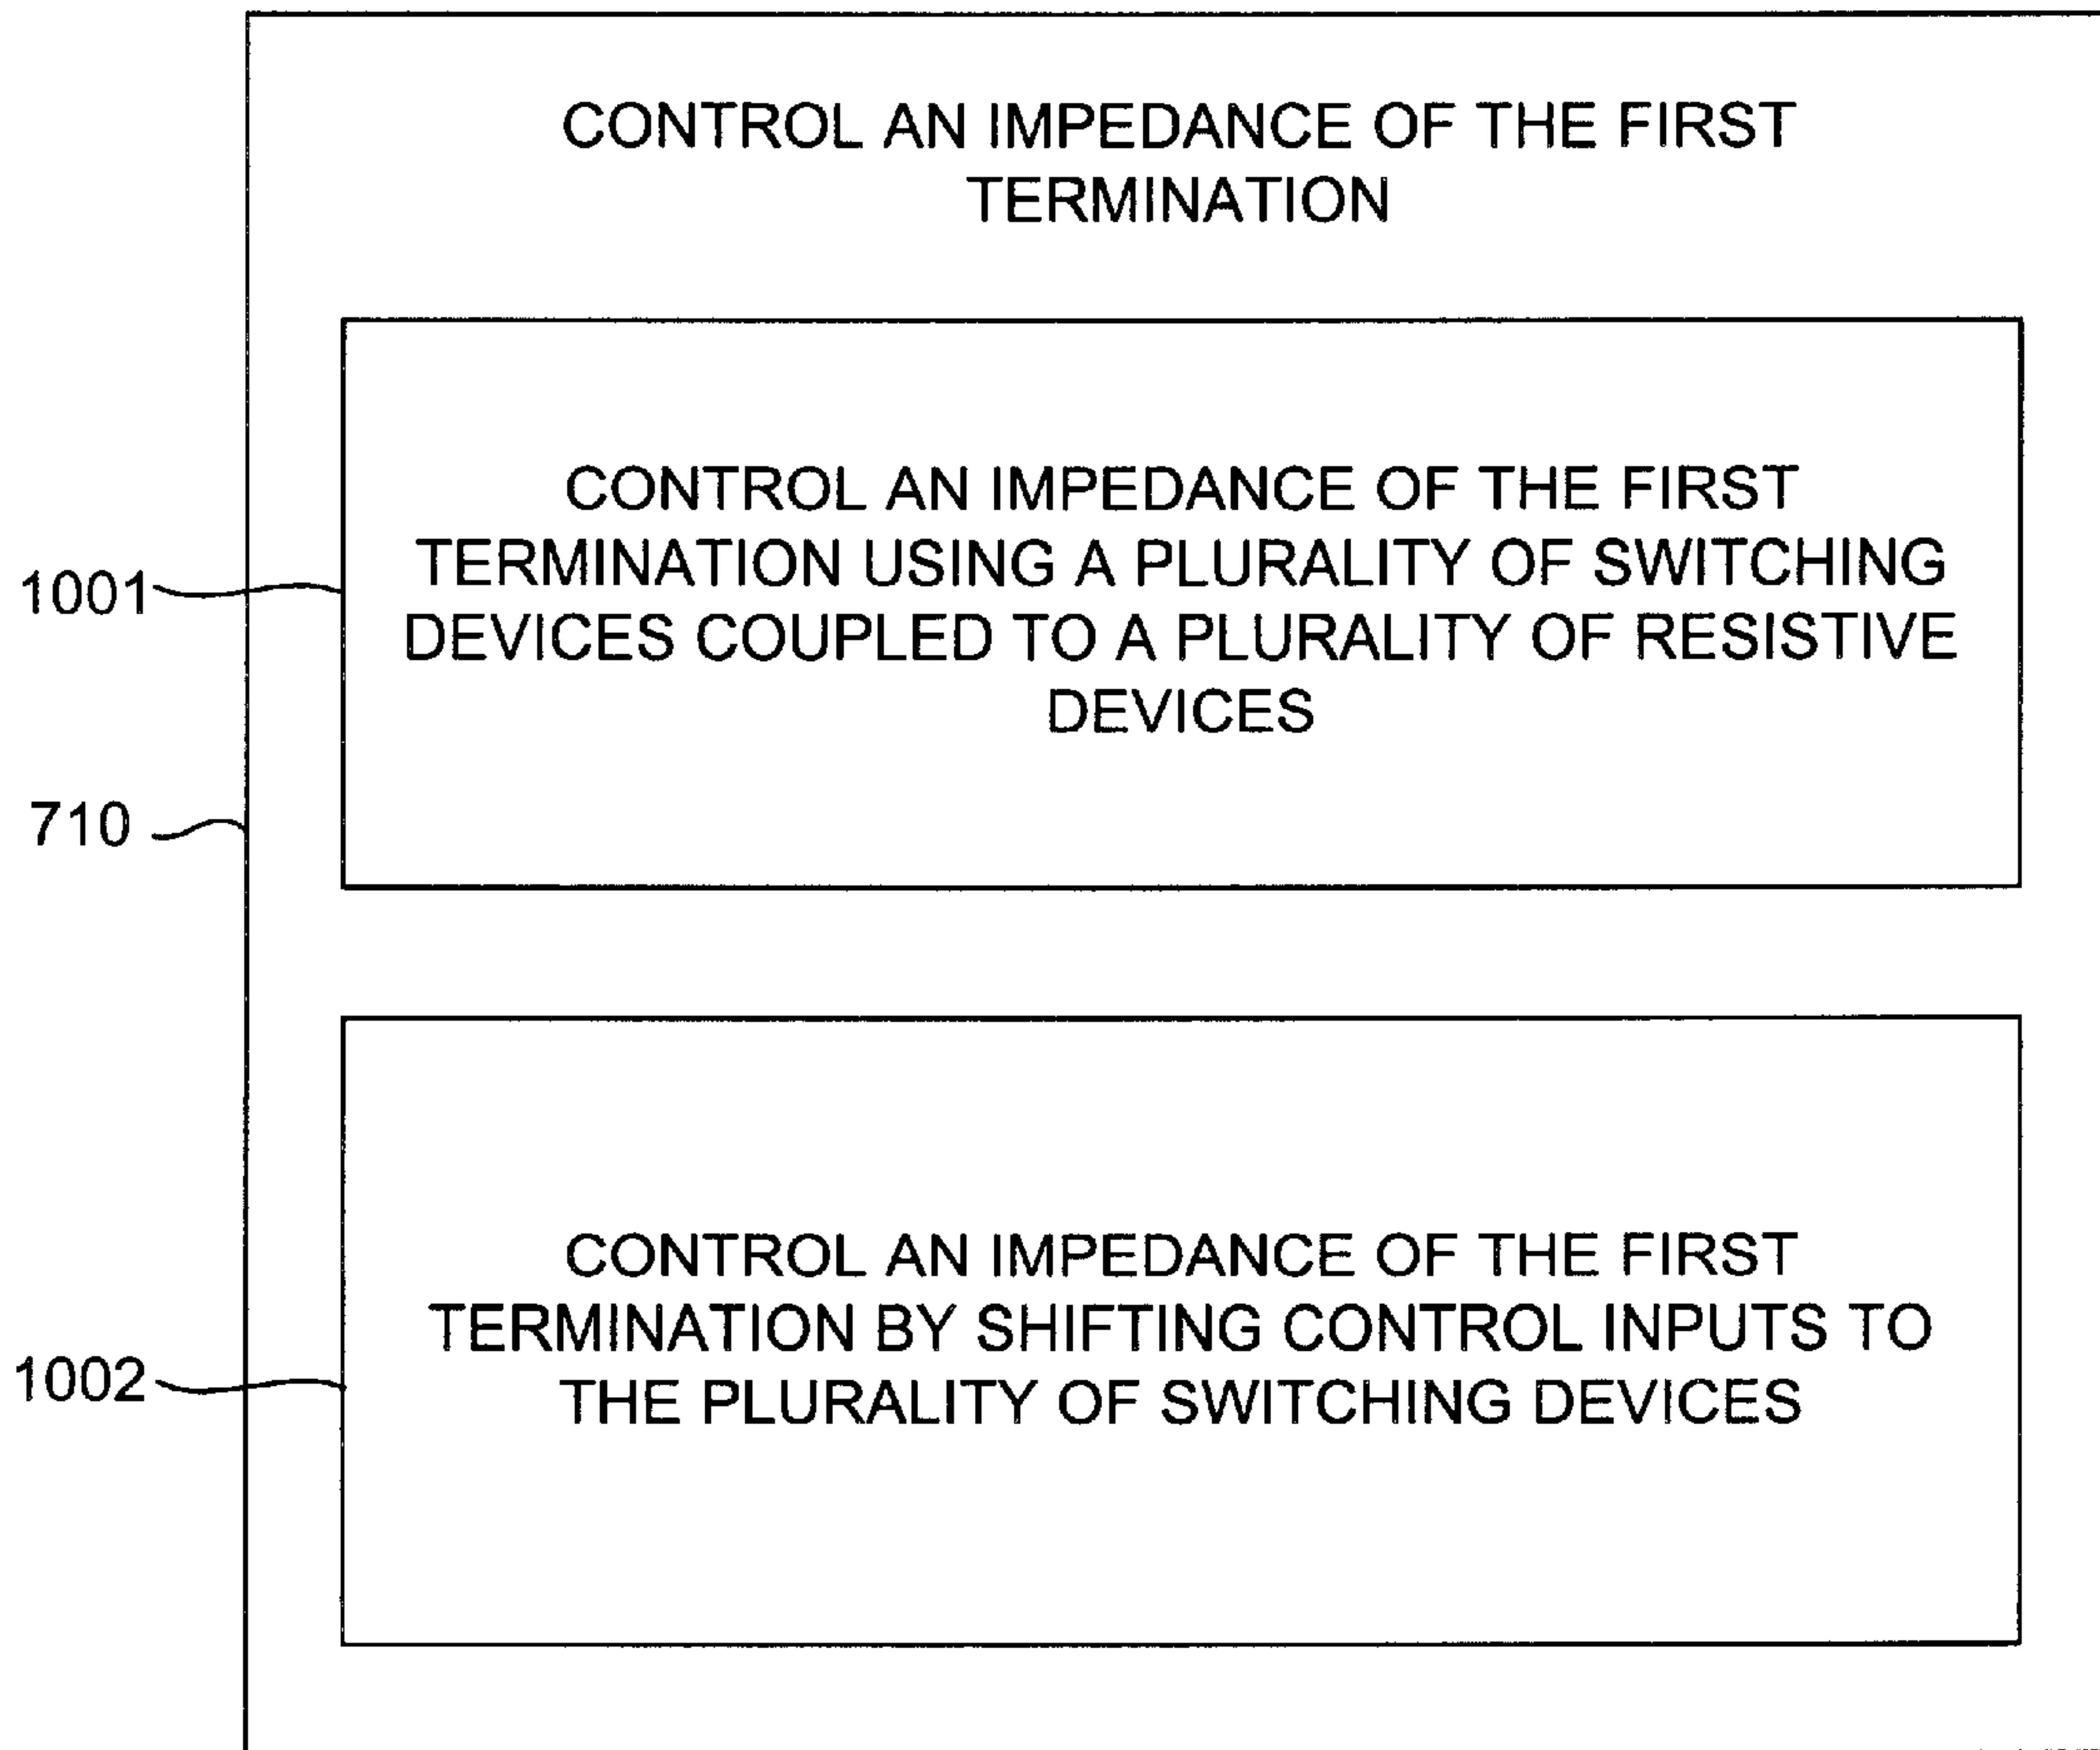 CONTROL AN IMPEDANCE OF THE FIRST
TERMINATION
CONTROL AN IMPEDANCE OF THE FIRST
TERMINATION USING A PLURALITY OF SWITCHING
DEVICES COUPLED TO A PLURALITY OF RESISTIVE
DEVICES
1001
710
CONTROL AN IMPEDANCE OF THE FIRST
TERMINATION BY SHIFTING CONTROL INPUTS TO
THE PLURALITY OF SWITCHING DEVICES
1002